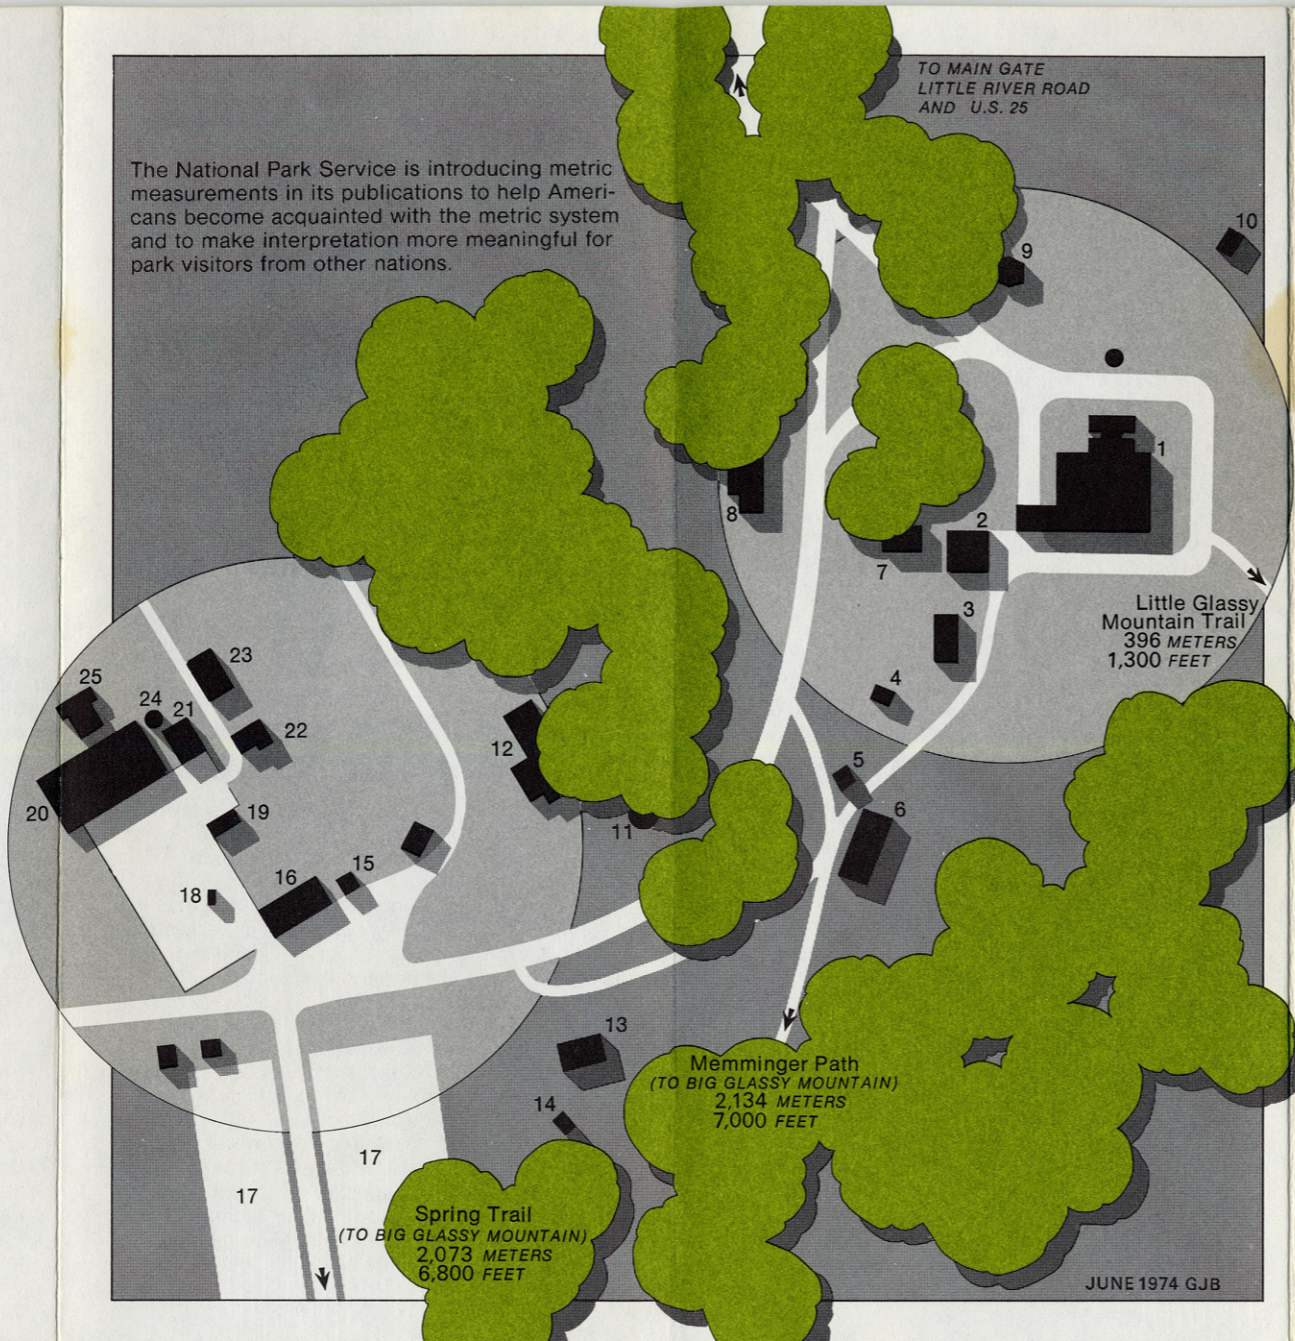 TO MAIN GATE
LITTLE RIVER ROAD
AND U.S. 25
The National Park Service is introducing metric
measurements in its publications to help Ameri-
cans become acquainted with the metric system
and to make interpretation more meaningful for
park visitors from other nations.
10
9
1
8
2
7
3
4
Little Glassy
Mountain Trail
396 METERS
1,300 FEET
23
25
24
21
22
12
5
20
19
6
11
15
16
18
13
14
Memminger Path
(TO BIG GLASSY MOUNTAIN)
2,134 METERS
7,000 FEET
17
17
Spring Trail
(TO BIG GLASSY MOUNTAIN)
2,073 METERS
6,800 FEET
JUNE 1974 GJB